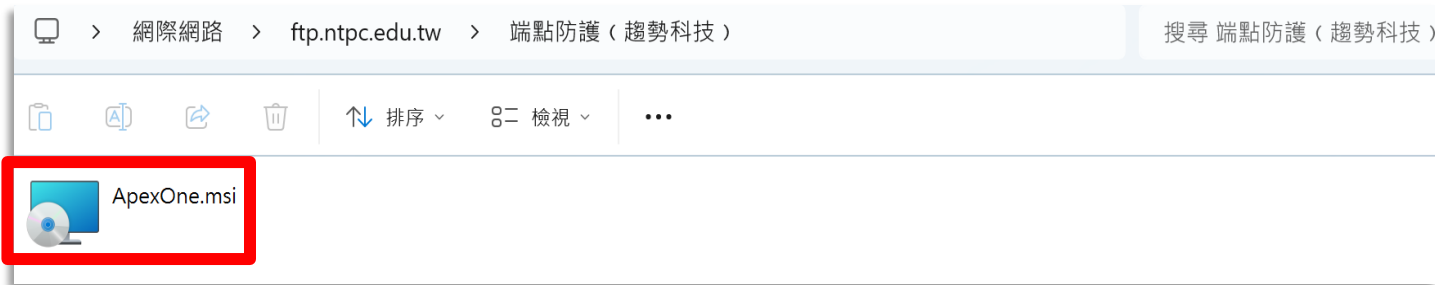 網際網路 > ftp.ntpc.edu.tw > 端點防護（趨勢科技） 搜尋 端點防護（趨勢科技）
排序 檢視
ApexOne.msi